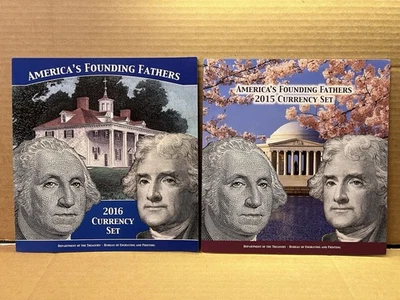 AMERICA'S FOUNDING FATHERS
2016
CURRENCY
SET
DEPARTMENT OF THE TREASURY · BUREAU OF ENGRAVING AND PRINTING
AMERICA'S FOUNDING FATHERS
2015 CURRENCY SET
DEPARTMENT OF THE TREASURY · BUREAU OF ENGRAVING AND PRINTING